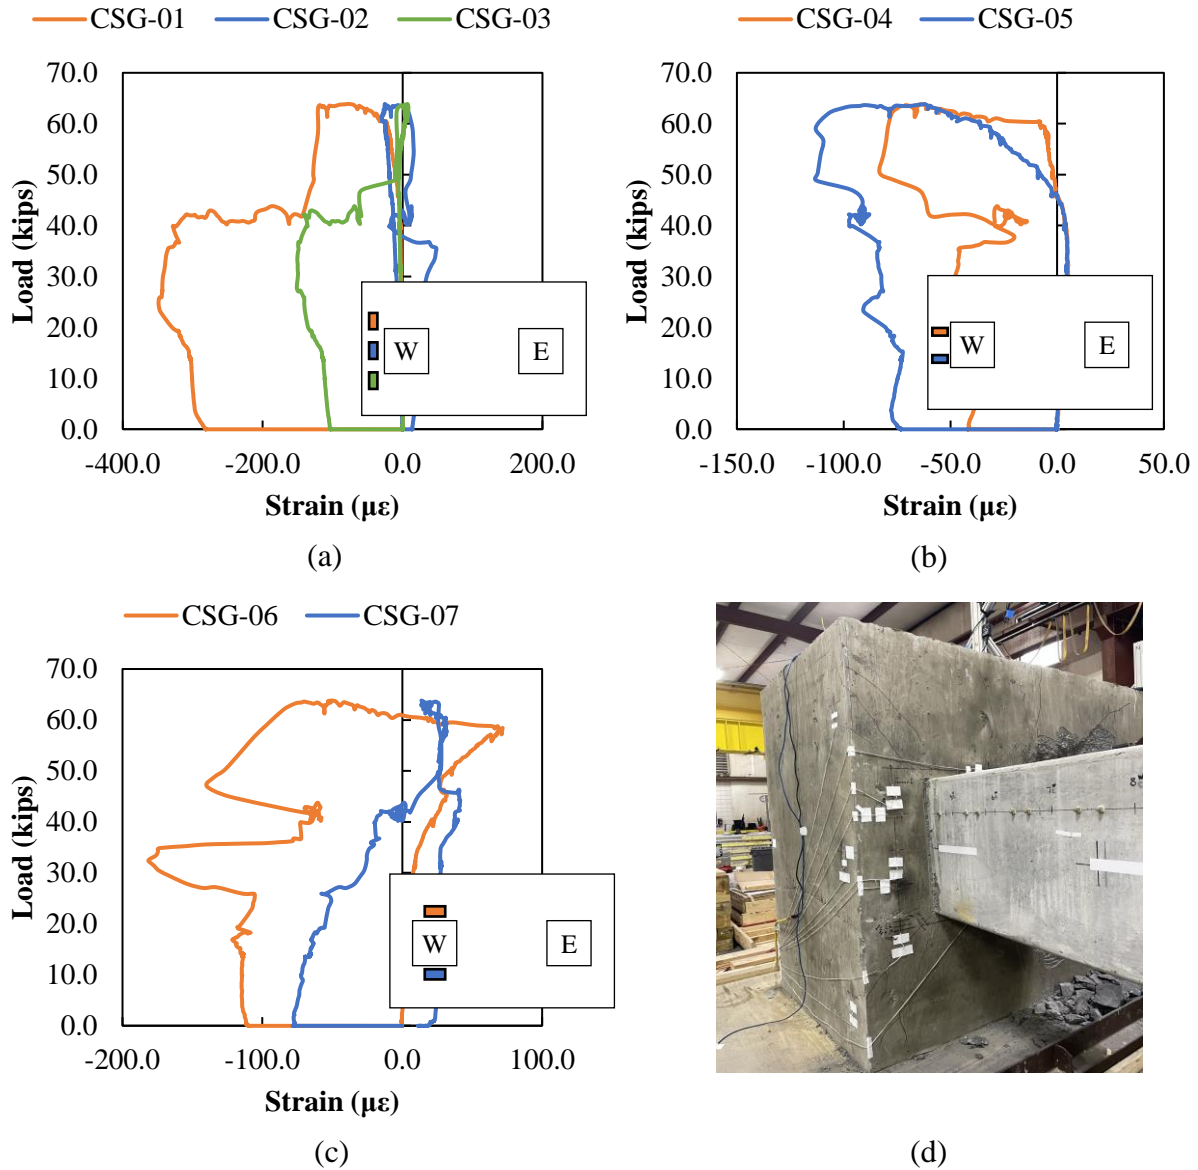 CSG-01 CSG-02 CSG-03
70.0
60.0
50.0
40.0
30.0
20.0
10.0
0.0
Load (kips)
W E
-400.0 -200.0 0.0 200.0
Strain (με)
(a)
CSG-04 CSG-05
70.0
60.0
50.0
40.0
30.0
20.0
10.0
0.0
Load (kips)
W E
-150.0 -100.0 -50.0 0.0 50.0
Strain (με)
(b)
CSG-06 CSG-07
70.0
60.0
50.0
40.0
30.0
20.0
10.0
0.0
Load (kips)
W E
-200.0 -100.0 0.0 100.0
Strain (με)
(c)
(d)